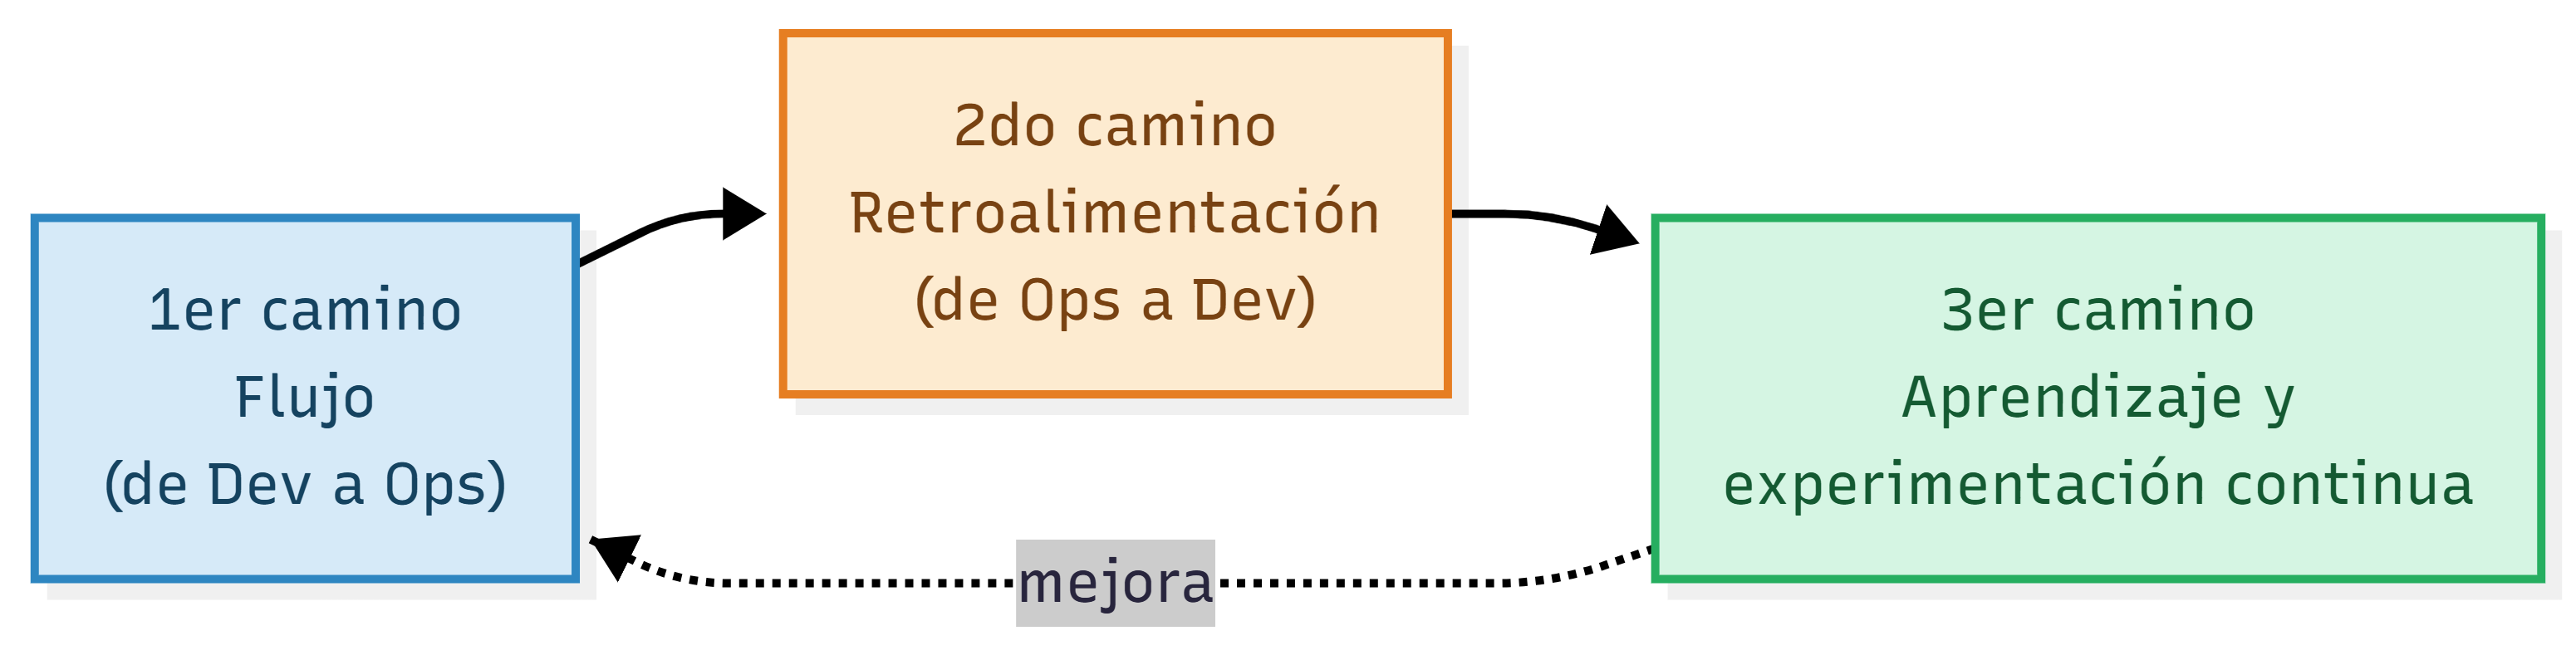 1er camino
Flujo
(de Dev a Ops)
2do camino
Retroalimentación
(de Ops a Dev)
3er camino
Aprendizaje y
experimentación continua
mejora